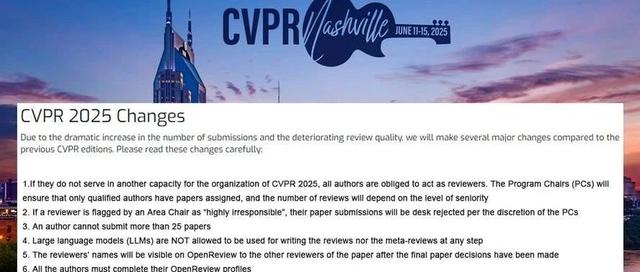 CVPR Nashville JUNE 11-15, 2025
CVPR 2025 Changes
Due to the dramatic increase in the number of submissions and the deteriorating review quality, we will make several major changes compared to the
previous CVPR editions. Please read these changes carefully:
1.If they do not serve in another capacity for the organization of CVPR 2025, all authors are obliged to act as reviewers. The Program Chairs (PCs) will
ensure that only qualified authors have papers assigned, and the number of reviews will depend on the level of seniority
2. If a reviewer is flagged by an Area Chair as "highly irresponsible", their paper submissions will be desk rejected per the discretion of the PCs
3. An author cannot submit more than 25 papers
4. Large language models (LLMs) are NOT allowed to be used for writing the reviews nor the meta-reviews at any step
5. The reviewers' names will be visible on OpenReview to the other reviewers of the paper after the final paper decisions have been made
6. All the authors must complete their OpenReview profiles